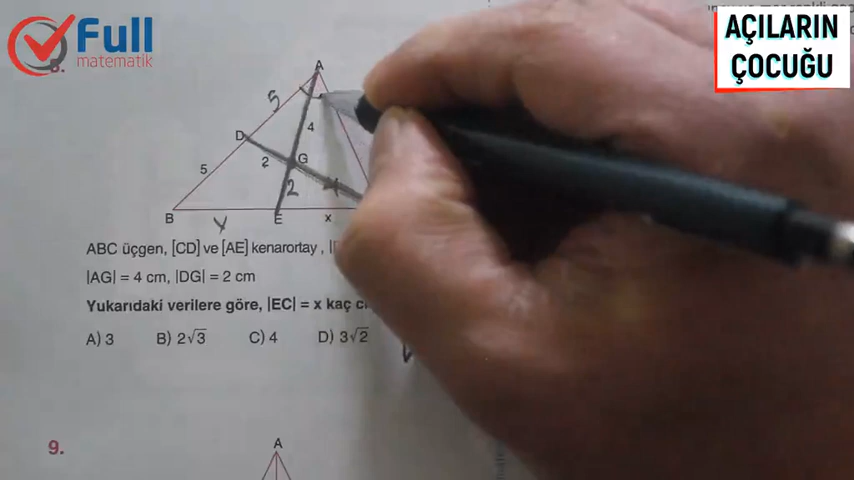 Full
matematik
AÇILARIN
ÇOCUĞU
A
5
D
4
5
2
G
2
B
E
x
ABC üçgen, [CD] ve [AE] kenarortay ,
|AG| = 4 cm, |DG| = 2 cm
Yukarıdaki verilere göre, |EC| = x kaç
A) 3 B) 2√3 C) 4 D) 3√2
9.
A